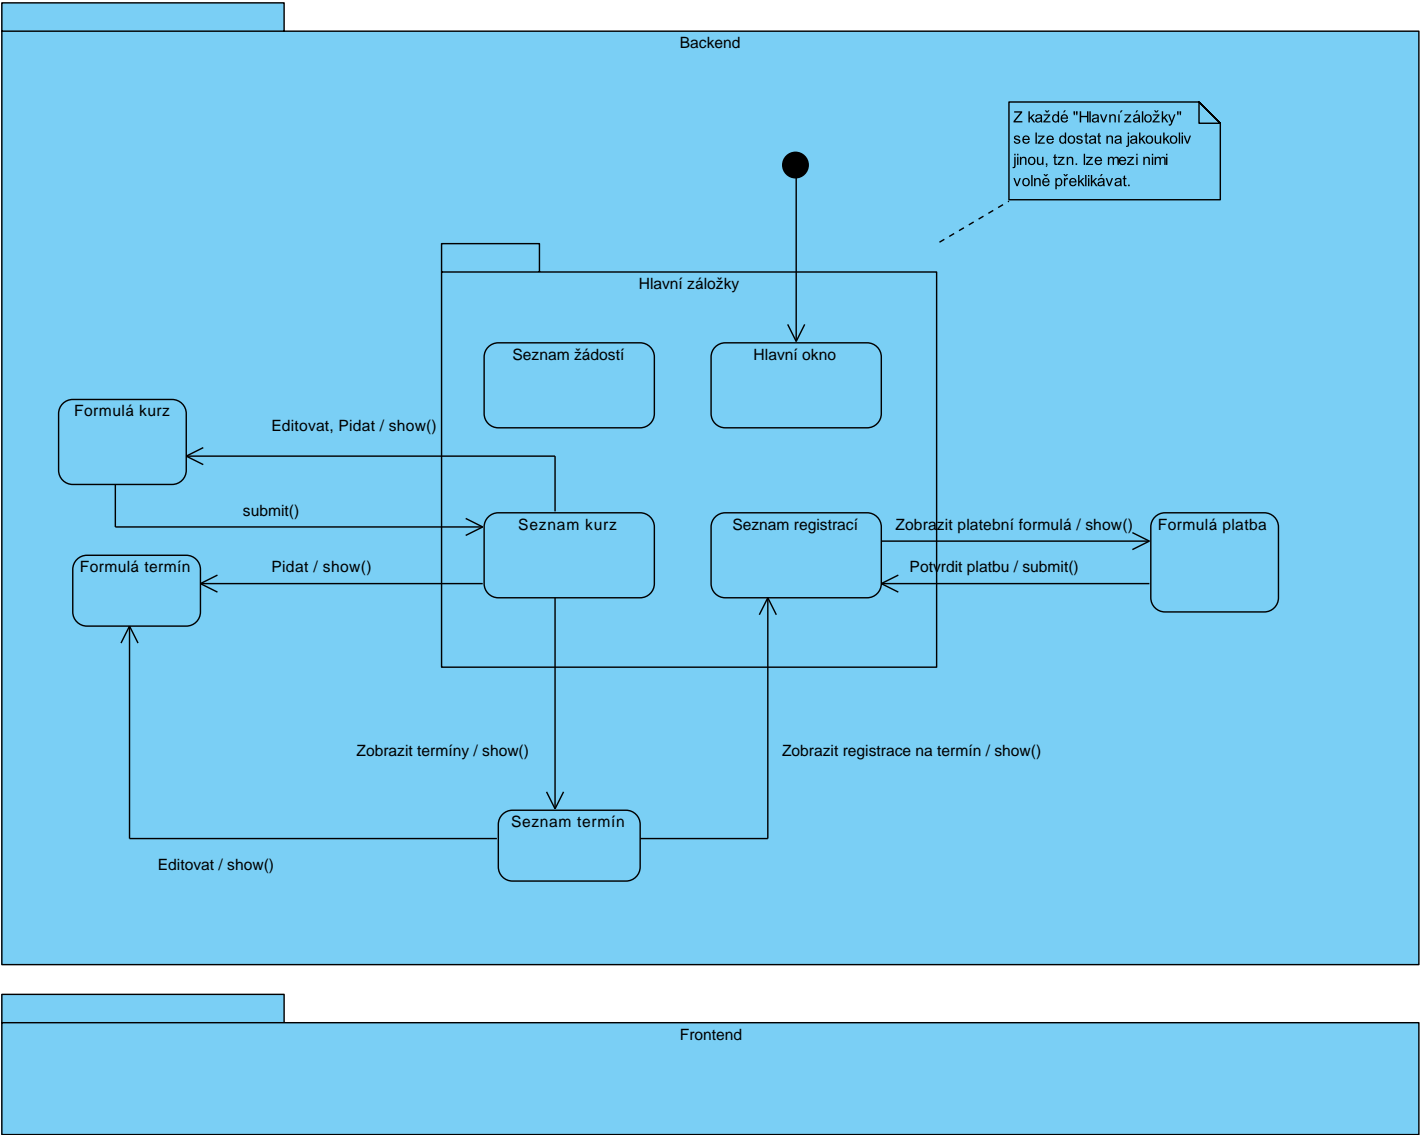 Backend
Z každé "Hlavní záložky"
se lze dostat na jakoukoliv
jinou, tzn. lze mezi nimi
volně překlikávat.
Hlavní záložky
Seznam žádostí
Hlavní okno
Formulá kurz
Editovat, Pidat / show()
submit()
Seznam kurz
Seznam registrací
Zobrazit platební formulá / show()
Formulá platba
Formulá termín
Pidat / show()
Potvrdit platbu / submit()
Zobrazit termíny / show()
Zobrazit registrace na termín / show()
Seznam termín
Editovat / show()
Frontend